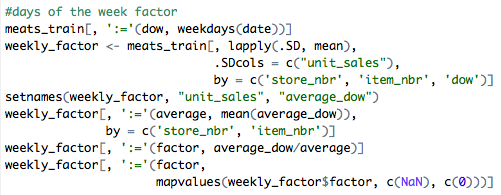 #days of the week factor
meats_train[, ':='(dow, weekdays(date))]
weekly_factor <- meats_train[, lapply(.SD, mean),
.SDcols = c("unit_sales"),
by = c('store_nbr', 'item_nbr', 'dow')]
setnames(weekly_factor, "unit_sales", "average_dow")
weekly_factor[, ':='(average, mean(average_dow)),
by = c('store_nbr', 'item_nbr')]
weekly_factor[, ':='(factor, average_dow/average)]
weekly_factor[, ':='(factor,
mapvalues(weekly_factor$factor, c(NaN), c(0)))]